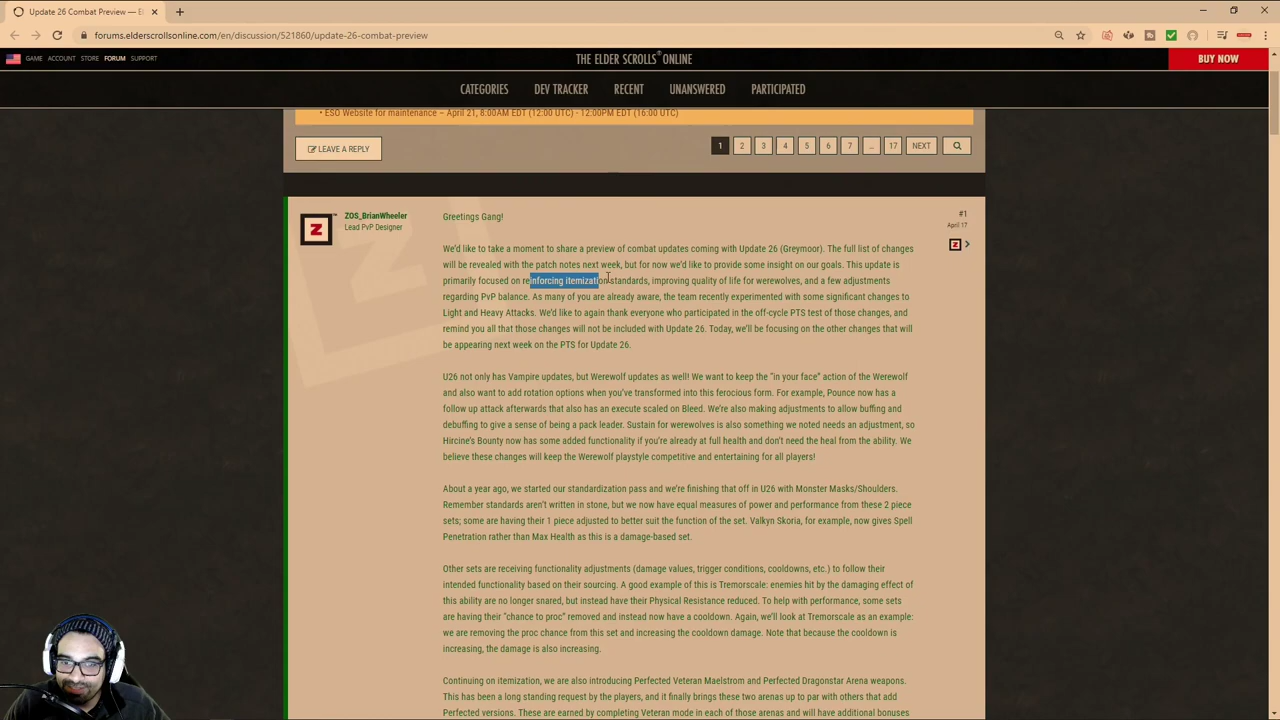 Update 26 Combat Preview — El
forums.elderscrollsonline.com/en/discussion/521860/update-26-combat-preview
GAME ACCOUNT STORE FORUM SUPPORT
THE ELDER SCROLLS® ONLINE
BUY NOW
CATEGORIES DEV TRACKER RECENT UNANSWERED PARTICIPATED
• ESO Website for maintenance – April 21, 8:00AM EDT (12:00 UTC) - 12:00PM EDT (16:00 UTC)
LEAVE A REPLY
1 2 3 4 5 6 7 ... 17 NEXT
ZOS_BrianWheeler
Lead PvP Designer
#1
April 17
Greetings Gang!
We'd like to take a moment to share a preview of combat updates coming with Update 26 (Greymoor). The full list of changes
will be revealed with the patch notes next week, but for now we'd like to provide some insight on our goals. This update is
primarily focused on reinforcing itemization standards, improving quality of life for werewolves, and a few adjustments
regarding PvP balance. As many of you are already aware, the team recently experimented with some significant changes to
Light and Heavy Attacks. We'd like to again thank everyone who participated in the off-cycle PTS test of those changes, and
remind you all that those changes will not be included with Update 26. Today, we'll be focusing on the other changes that will
be appearing next week on the PTS for Update 26.
U26 not only has Vampire updates, but Werewolf updates as well! We want to keep the "in your face" action of the Werewolf
and also want to add rotation options when you've transformed into this ferocious form. For example, Pounce now has a
follow up attack afterwards that also has an execute scaled on Bleed. We're also making adjustments to allow buffing and
debuffing to give a sense of being a pack leader. Sustain for werewolves is also something we noted needs an adjustment, so
Hircine's Bounty now has some added functionality if you're already at full health and don't need the heal from the ability. We
believe these changes will keep the Werewolf playstyle competitive and entertaining for all players!
About a year ago, we started our standardization pass and we're finishing that off in U26 with Monster Masks/Shoulders.
Remember standards aren't written in stone, but we now have equal measures of power and performance from these 2 piece
sets; some are having their 1 piece adjusted to better suit the function of the set. Valkyn Skoria, for example, now gives Spell
Penetration rather than Max Health as this is a damage-based set.
Other sets are receiving functionality adjustments (damage values, trigger conditions, cooldowns, etc.) to follow their
intended functionality based on their sourcing. A good example of this is Tremorscale: enemies hit by the damaging effect of
this ability are no longer snared, but instead have their Physical Resistance reduced. To help with performance, some sets
are having their "chance to proc" removed and instead now have a cooldown. Again, we'll look at Tremorscale as an example:
we are removing the proc chance from this set and increasing the cooldown damage. Note that because the cooldown is
increasing, the damage is also increasing.
Continuing on itemization, we are also introducing Perfected Veteran Maelstrom and Perfected Dragonstar Arena weapons.
This has been a long standing request by the players, and it finally brings these two arenas up to par with others that add
Perfected versions. These are earned by completing Veteran mode in each of those arenas and will have additional bonuses